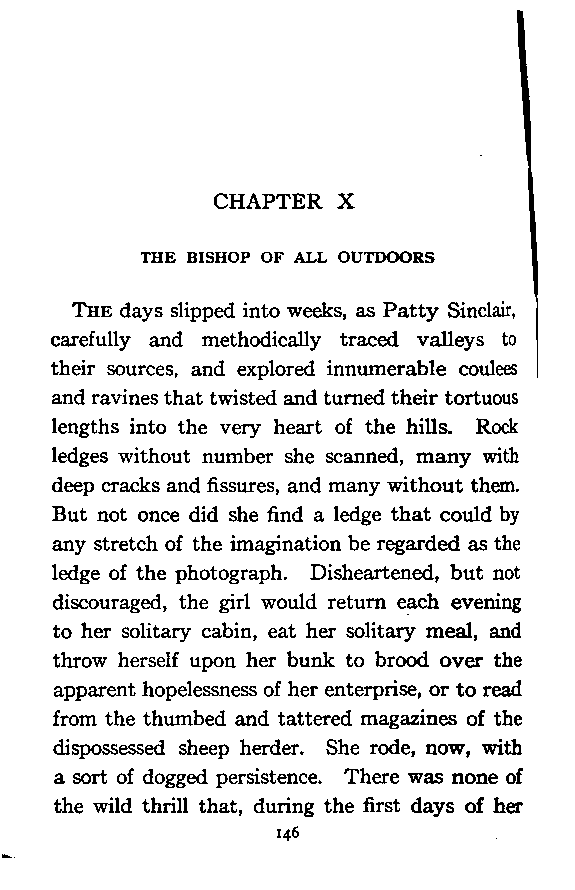 CHAPTER X
THE BISHOP OF ALL OUTDOORS
THE days slipped into weeks, as Patty Sinclair,
carefully and methodically traced valleys to
their sources, and explored innumerable coulees
and ravines that twisted and turned their tortuous
lengths into the very heart of the hills. Rock
ledges without number she scanned, many with
deep cracks and fissures, and many without them.
But not once did she find a ledge that could by
any stretch of the imagination be regarded as the
ledge of the photograph. Disheartened, but not
discouraged, the girl would return each evening
to her solitary cabin, eat her solitary meal, and
throw herself upon her bunk to brood over the
apparent hopelessness of her enterprise, or to read
from the thumbed and tattered magazines of the
dispossessed sheep herder. She rode, now, with
a sort of dogged persistence. There was none of
the wild thrill that, during the first days of her
146